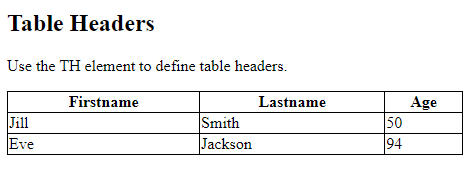 Table Headers
Use the TH element to define table headers.
Firstname Lastname Age
Jill Smith 50
Eve Jackson 94